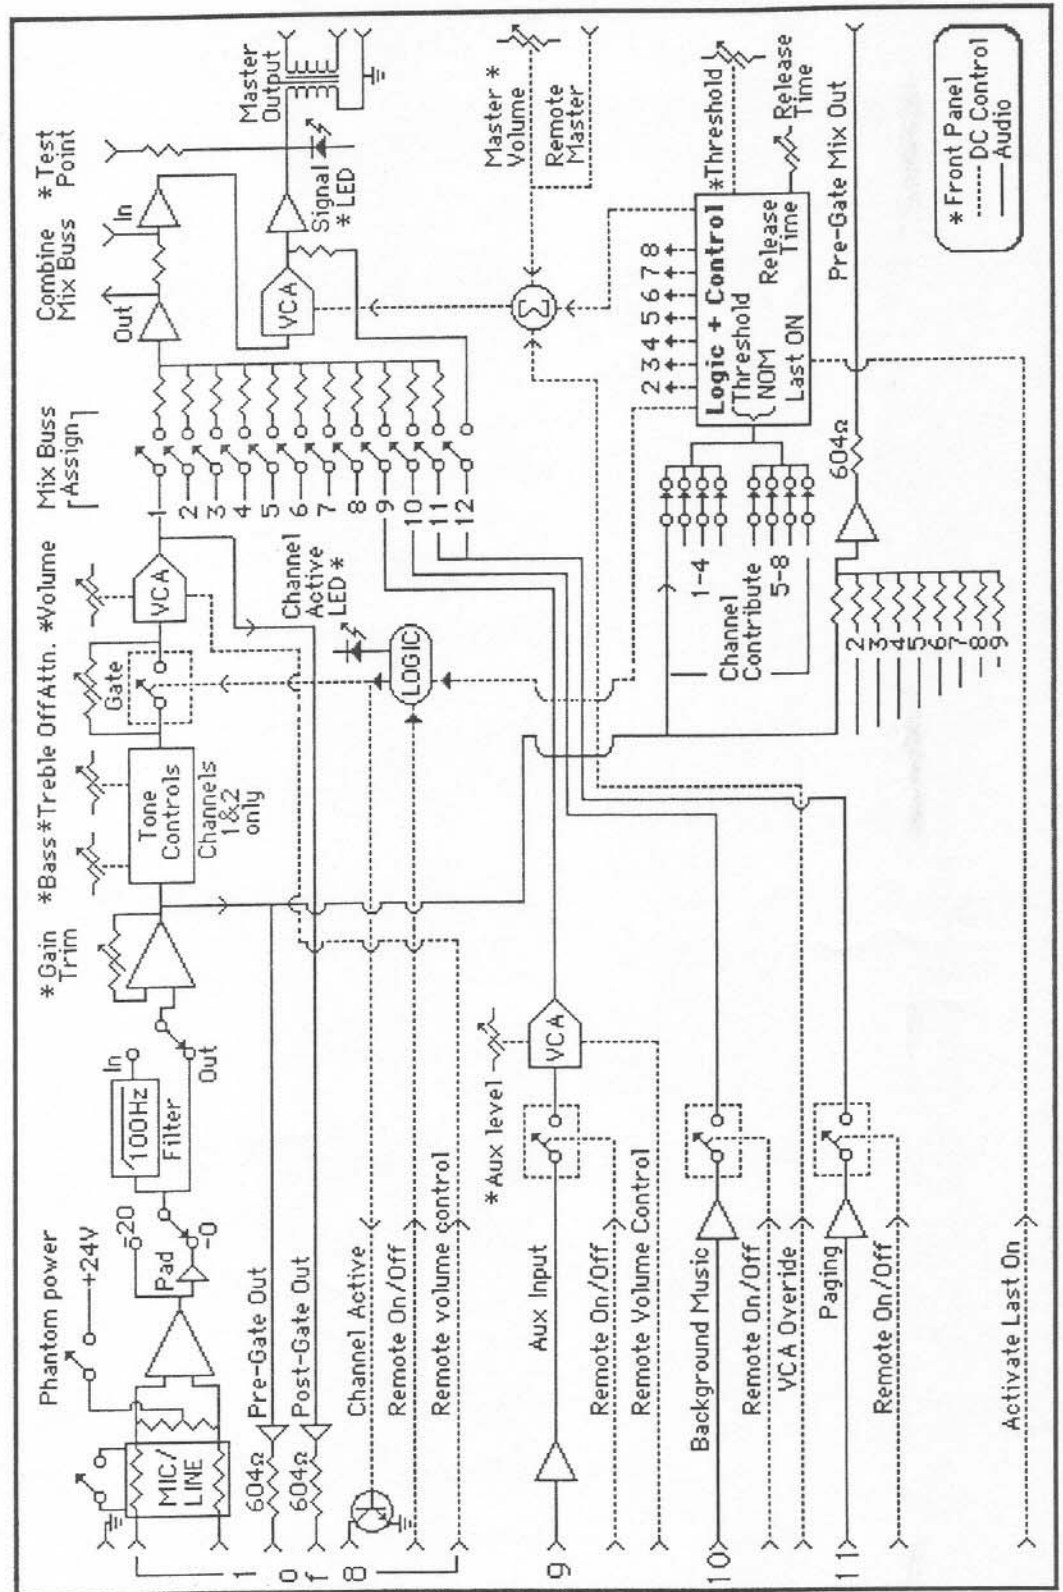 Phantom power
+24V
MIC/
LINE
-20
Pad
-0
100Hz
Filter
In
Out
*Gain
Trim
*Bass
*Treble
Tone
Controls
Channels
1&2
only
Off Attn.
Gate
*Volume
VCA
Mix Buss
Assign
1
2
3
4
5
6
7
8
9
10
11
12
Combine
Mix Buss
Out
In
*Test
Point
VCA
Signal
*LED
Master
Output
1
of
8
604Ω
Pre-Gate Out
604Ω
Post-Gate Out
Channel Active
Remote On/Off
Remote volume control
Channel
Active
LED*
LOGIC
Master*
Volume
Remote
Master
Σ
9
Aux Input
*Aux level
VCA
Remote On/Off
Remote Volume Control
2 3 4 5 6 7 8
Logic + Control
Threshold
NOM
Last ON
Release
Time
*Threshold
Release
Time
1-4
Channel
Contribute
5-8
10
Background Music
Remote On/Off
VCA Override
11
Paging
Remote On/Off
2
3
4
5
6
7
8
9
604Ω
Pre-Gate Mix Out
Activate Last On
*Front Panel
DC Control
Audio